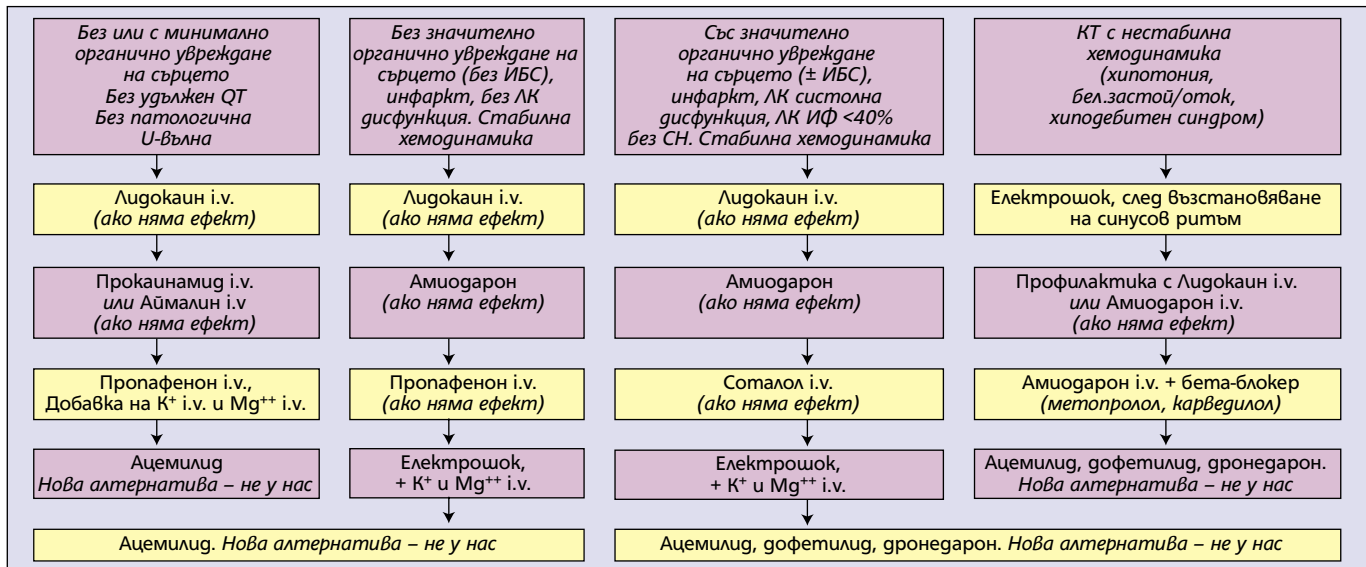 Без или с минимално
органично увреждане
на сърцето
Без удължен QT
Без патологична
U-вълна
Лидокаин i.v.
(ако няма ефект)
Прокаинамид i.v.
или Аймалин i.v
(ако няма ефект)
Пропафенон i.v.,
Добавка на K⁺ i.v. и Mg⁺⁺ i.v.
Ацемилид
Нова алтернатива – не у нас
Без значително
органично увреждане на
сърцето (без ИБС),
инфаркт, без ЛК
дисфункция. Стабилна
хемодинамика
Лидокаин i.v.
(ако няма ефект)
Амиодарон
(ако няма ефект)
Пропафенон i.v.
(ако няма ефект)
Електрошок,
+ K⁺ и Mg⁺⁺ i.v.
Ацемилид. Нова алтернатива – не у нас
Със значително
органично увреждане
на сърцето (± ИБС),
инфаркт, ЛК систолна
дисфункция, ЛК ИФ <40%
без СН. Стабилна хемодинамика
Лидокаин i.v.
(ако няма ефект)
Амиодарон
(ако няма ефект)
Соталол i.v.
(ако няма ефект)
Електрошок,
+ K⁺ и Mg⁺⁺ i.v.
КТ с нестабилна
хемодинамика
(хипотония,
бел.застой/оток,
хиподебитен синдром)
Електрошок, след възстановяване
на синусов ритъм
Профилактика с Лидокаин i.v.
или Амиодарон i.v.
(ако няма ефект)
Амиодарон i.v. + бета-блокер
(метопролол, карведилол)
Ацемилид, дофетилид, дронедарон.
Нова алтернатива – не у нас
Ацемилид, дофетилид, дронедарон. Нова алтернатива – не у нас